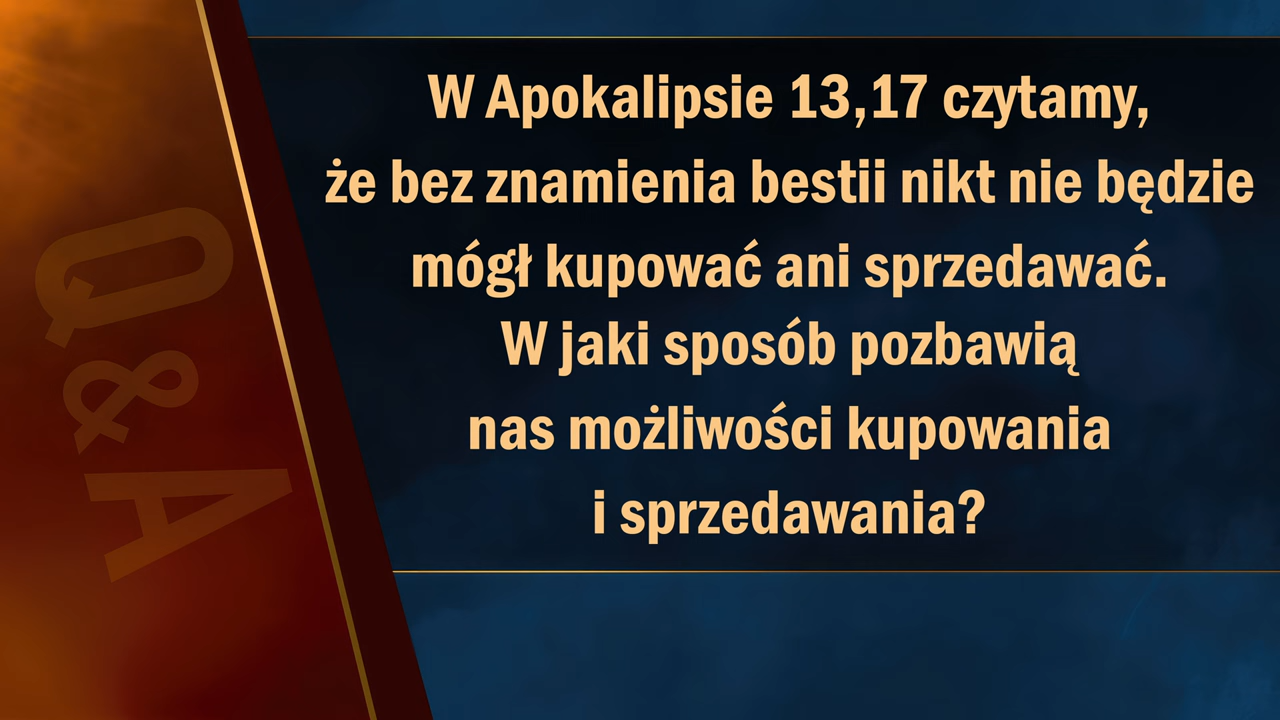 W Apokalipsie 13,17 czytamy,
że bez znamienia bestii nikt nie będzie
mógł kupować ani sprzedawać.
W jaki sposób pozbawią
nas możliwości kupowania
i sprzedawania?
Q&A